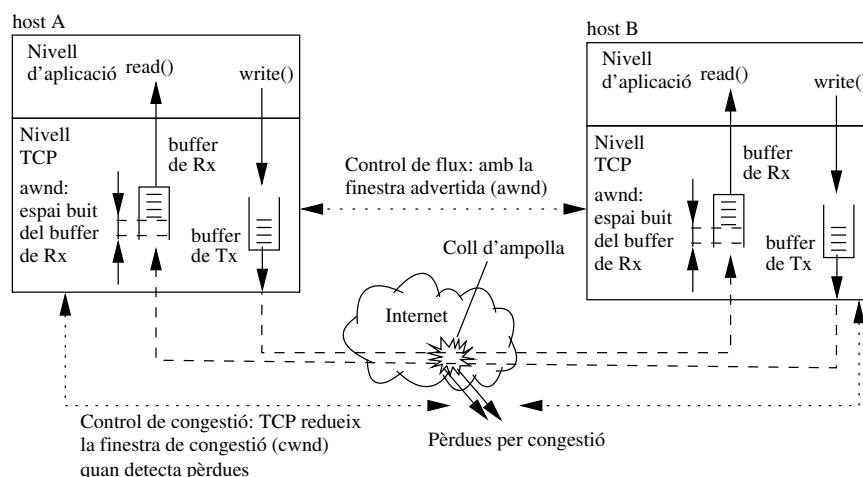 host A
Nivell
d'aplicació
read()
write()
Nivell
TCP
buffer
de Rx
awnd:
espai buit
del buffer
de Rx
buffer
de Tx
Control de flux: amb la
finestra advertida (awnd)
host B
Nivell
d'aplicació
read()
write()
Nivell
TCP
buffer
de Rx
awnd:
espai buit
del buffer
de Rx
buffer
de Tx
Coll d'ampolla
Internet
Control de congestió: TCP redueix
la finestra de congestió (cwnd)
quan detecta pèrdues
Pèrdues per congestió